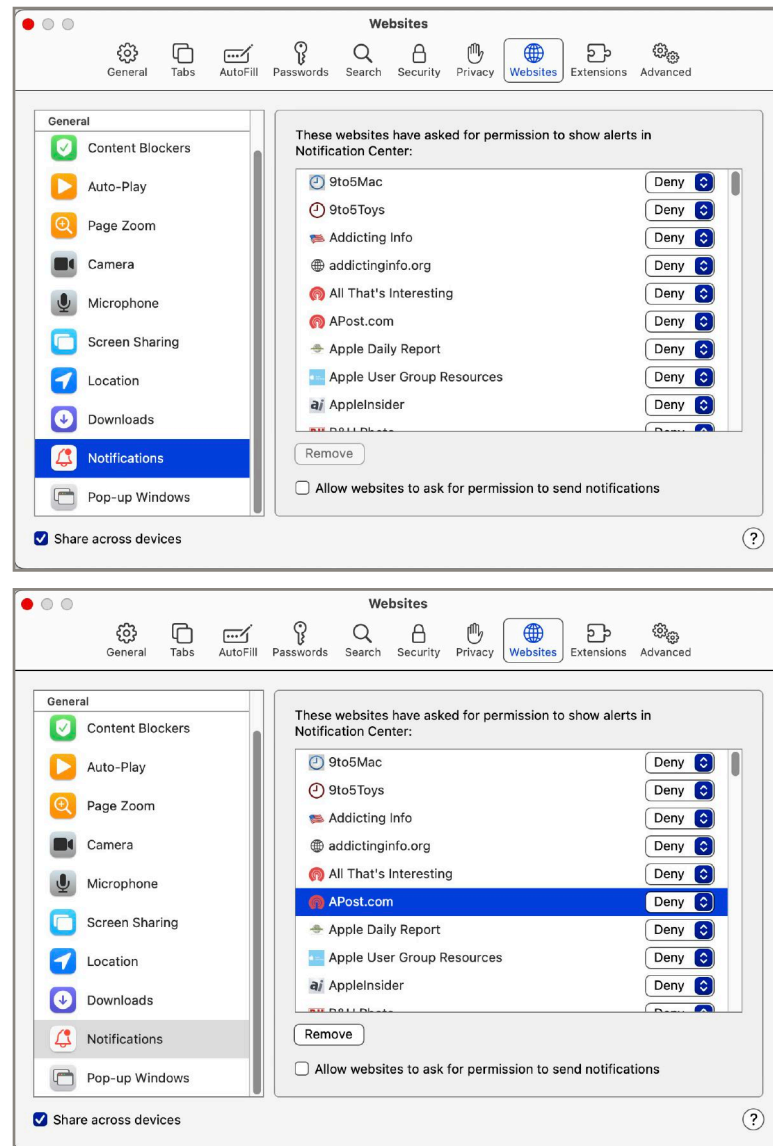 Websites
General Tabs AutoFill Passwords Search Security Privacy Websites Extensions Advanced
General
Content Blockers
Auto-Play
Page Zoom
Camera
Microphone
Screen Sharing
Location
Downloads
Notifications
Pop-up Windows
These websites have asked for permission to show alerts in
Notification Center:
9to5Mac Deny
9to5Toys Deny
Addicting Info Deny
addictinginfo.org Deny
All That's Interesting Deny
APost.com Deny
Apple Daily Report Deny
Apple User Group Resources Deny
AppleInsider Deny
Remove
Allow websites to ask for permission to send notifications
Share across devices
?
Websites
General Tabs AutoFill Passwords Search Security Privacy Websites Extensions Advanced
General
Content Blockers
Auto-Play
Page Zoom
Camera
Microphone
Screen Sharing
Location
Downloads
Notifications
Pop-up Windows
These websites have asked for permission to show alerts in
Notification Center:
9to5Mac Deny
9to5Toys Deny
Addicting Info Deny
addictinginfo.org Deny
All That's Interesting Deny
APost.com Deny
Apple Daily Report Deny
Apple User Group Resources Deny
AppleInsider Deny
Remove
Allow websites to ask for permission to send notifications
Share across devices
?